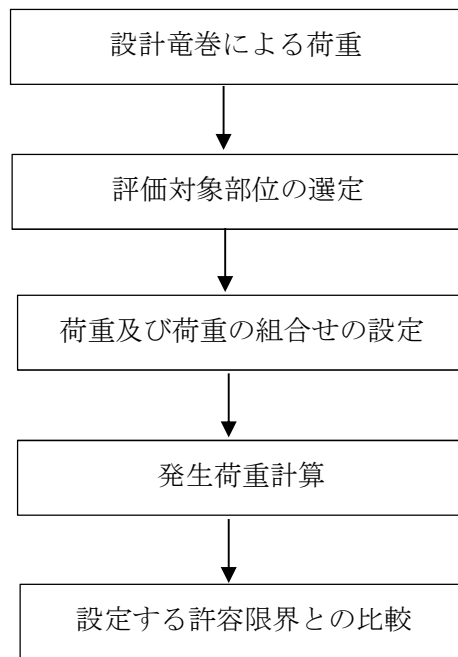 設計竜巻による荷重
評価対象部位の選定
荷重及び荷重の組合せの設定
発生荷重計算
設定する許容限界との比較